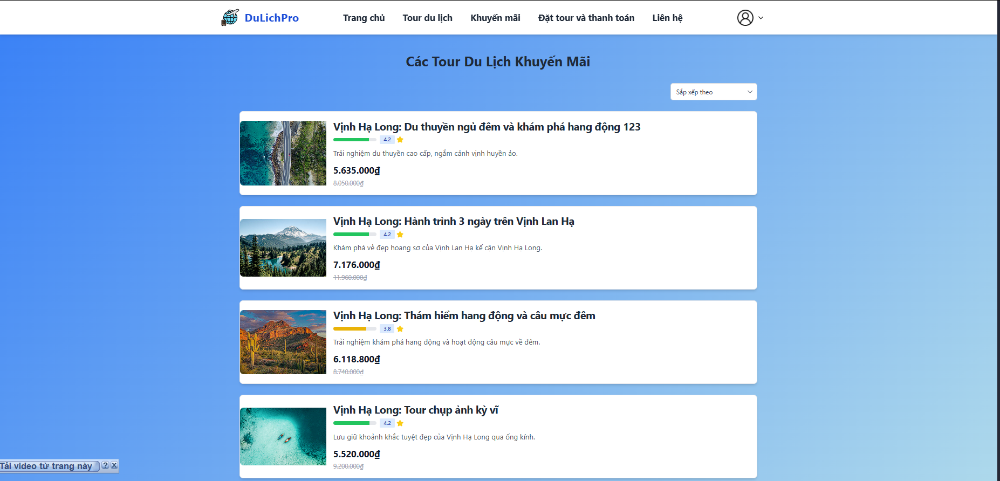 DuLichPro
Trang chủ
Tour du lịch
Khuyến mãi
Đặt tour và thanh toán
Liên hệ
Các Tour Du Lịch Khuyến Mãi
Sắp xếp theo
Vịnh Hạ Long: Du thuyền ngủ đêm và khám phá hang động 123
4.2
Trải nghiệm du thuyền cao cấp, ngắm cảnh vịnh huyền ảo.
5.635.000₫
8.050.000₫
Vịnh Hạ Long: Hành trình 3 ngày trên Vịnh Lan Hạ
4.2
Khám phá vẻ đẹp hoang sơ của Vịnh Lan Hạ kế cận Vịnh Hạ Long.
7.176.000₫
11.960.000₫
Vịnh Hạ Long: Thám hiểm hang động và câu mực đêm
3.8
Trải nghiệm khám phá hang động và hoạt động câu mực về đêm.
6.118.800₫
8.740.000₫
Vịnh Hạ Long: Tour chụp ảnh kỳ vĩ
4.2
Lưu giữ khoảnh khắc tuyệt đẹp của Vịnh Hạ Long qua ống kính.
5.520.000₫
9.200.000₫
Tải video từ trang này ? X